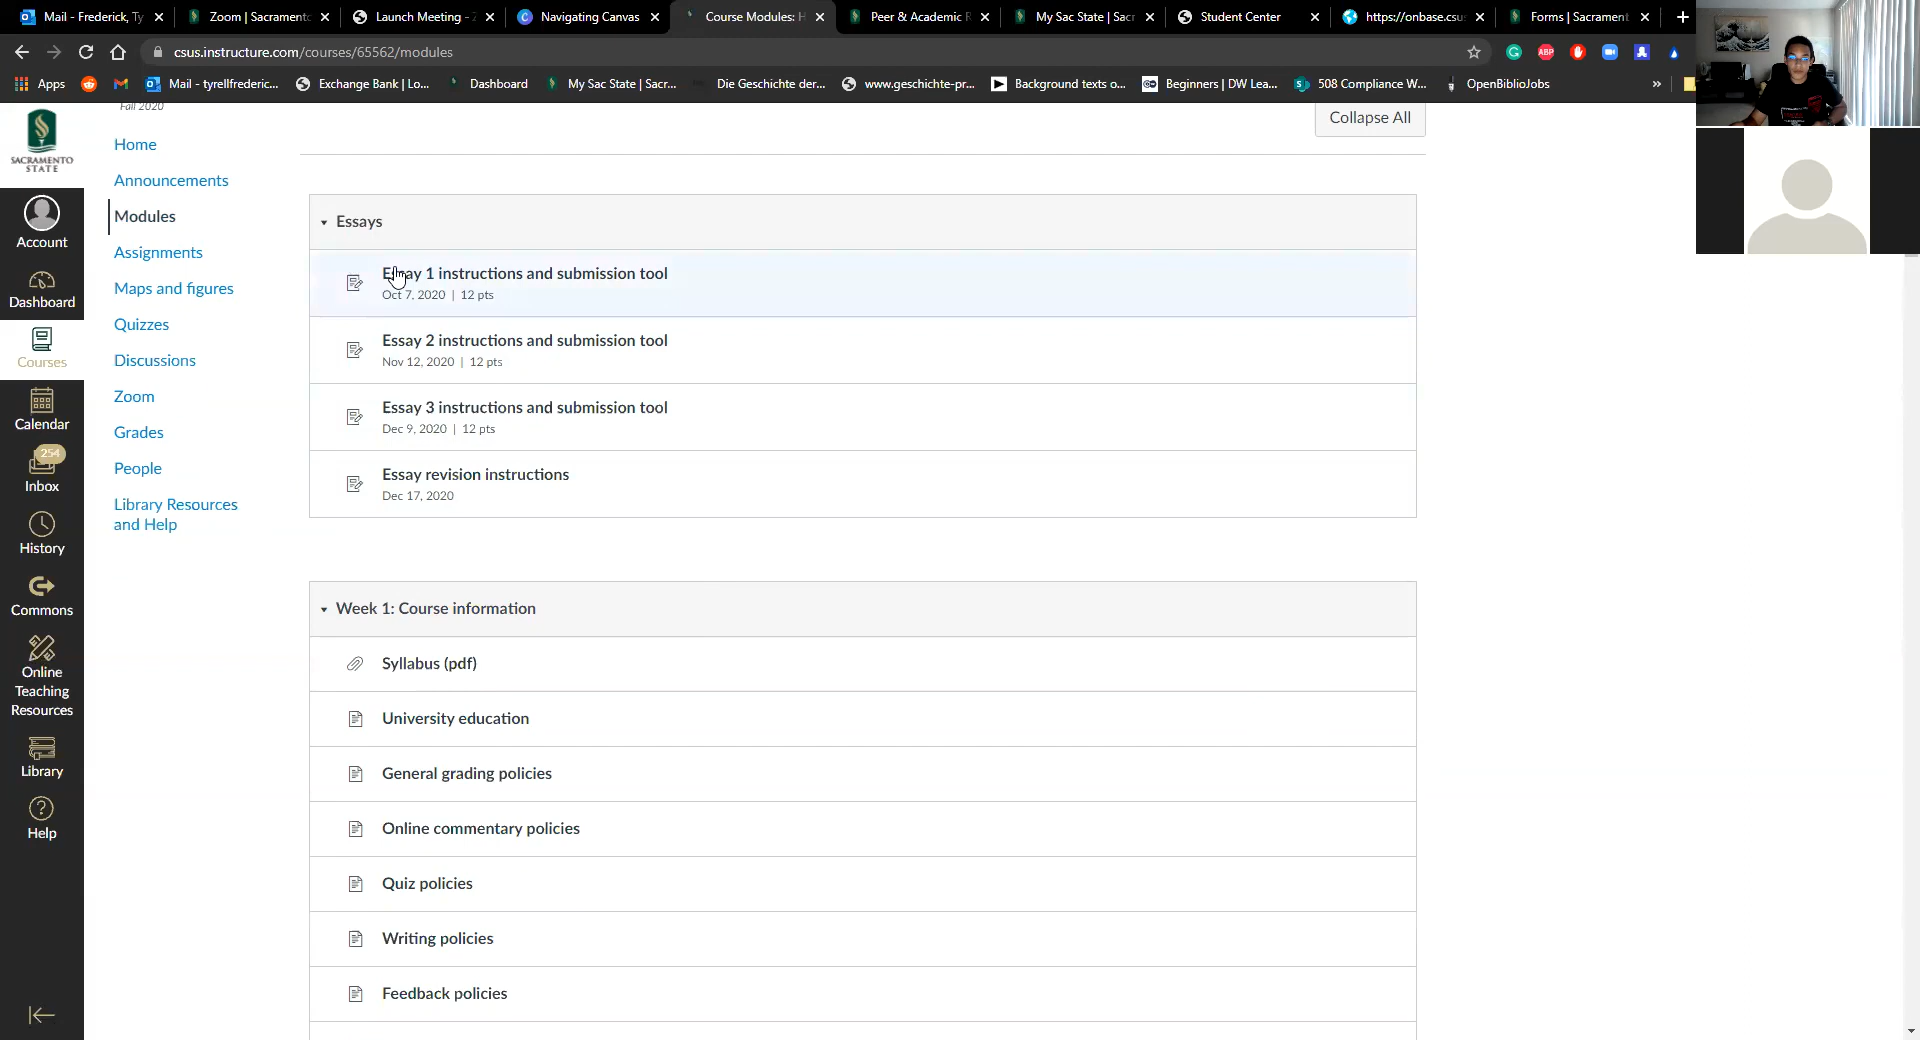 Mail - Frederick, Ty
Zoom | Sacramento
Launch Meeting - Z
Navigating Canvas
Course Modules: H
Peer & Academic R
My Sac State | Sac
Student Center
https://onbase.csus
Forms | Sacrament
csus.instructure.com/courses/65562/modules
ABP
Apps
Mail - tyrellfrederic...
Exchange Bank | Lo...
Dashboard
My Sac State | Sacr...
Die Geschichte der...
www.geschichte-pr...
Background texts o...
Beginners | DW Lea...
508 Compliance W...
OpenBiblioJobs
»
SACRAMENTO
STATE
Account
Dashboard
Courses
Calendar
254
Inbox
History
Commons
Online
Teaching
Resources
Library
Help
Fall 2020
Home
Announcements
Modules
Assignments
Maps and figures
Quizzes
Discussions
Zoom
Grades
People
Library Resources
and Help
Collapse All
Essays
Essay 1 instructions and submission tool
Oct 7, 2020 | 12 pts
Essay 2 instructions and submission tool
Nov 12, 2020 | 12 pts
Essay 3 instructions and submission tool
Dec 9, 2020 | 12 pts
Essay revision instructions
Dec 17, 2020
Week 1: Course information
Syllabus (pdf)
University education
General grading policies
Online commentary policies
Quiz policies
Writing policies
Feedback policies